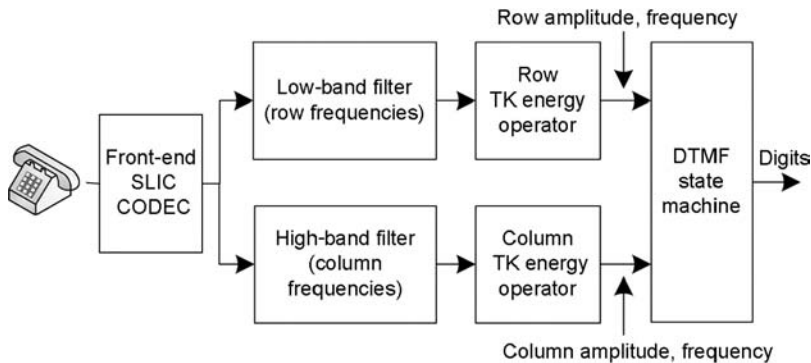 Row amplitude, frequency
Low-band filter
(row frequencies)
Row
TK energy
operator
Front-end
SLIC
CODEC
DTMF
state
machine
Digits
High-band filter
(column
frequencies)
Column
TK energy
operator
Column amplitude, frequency